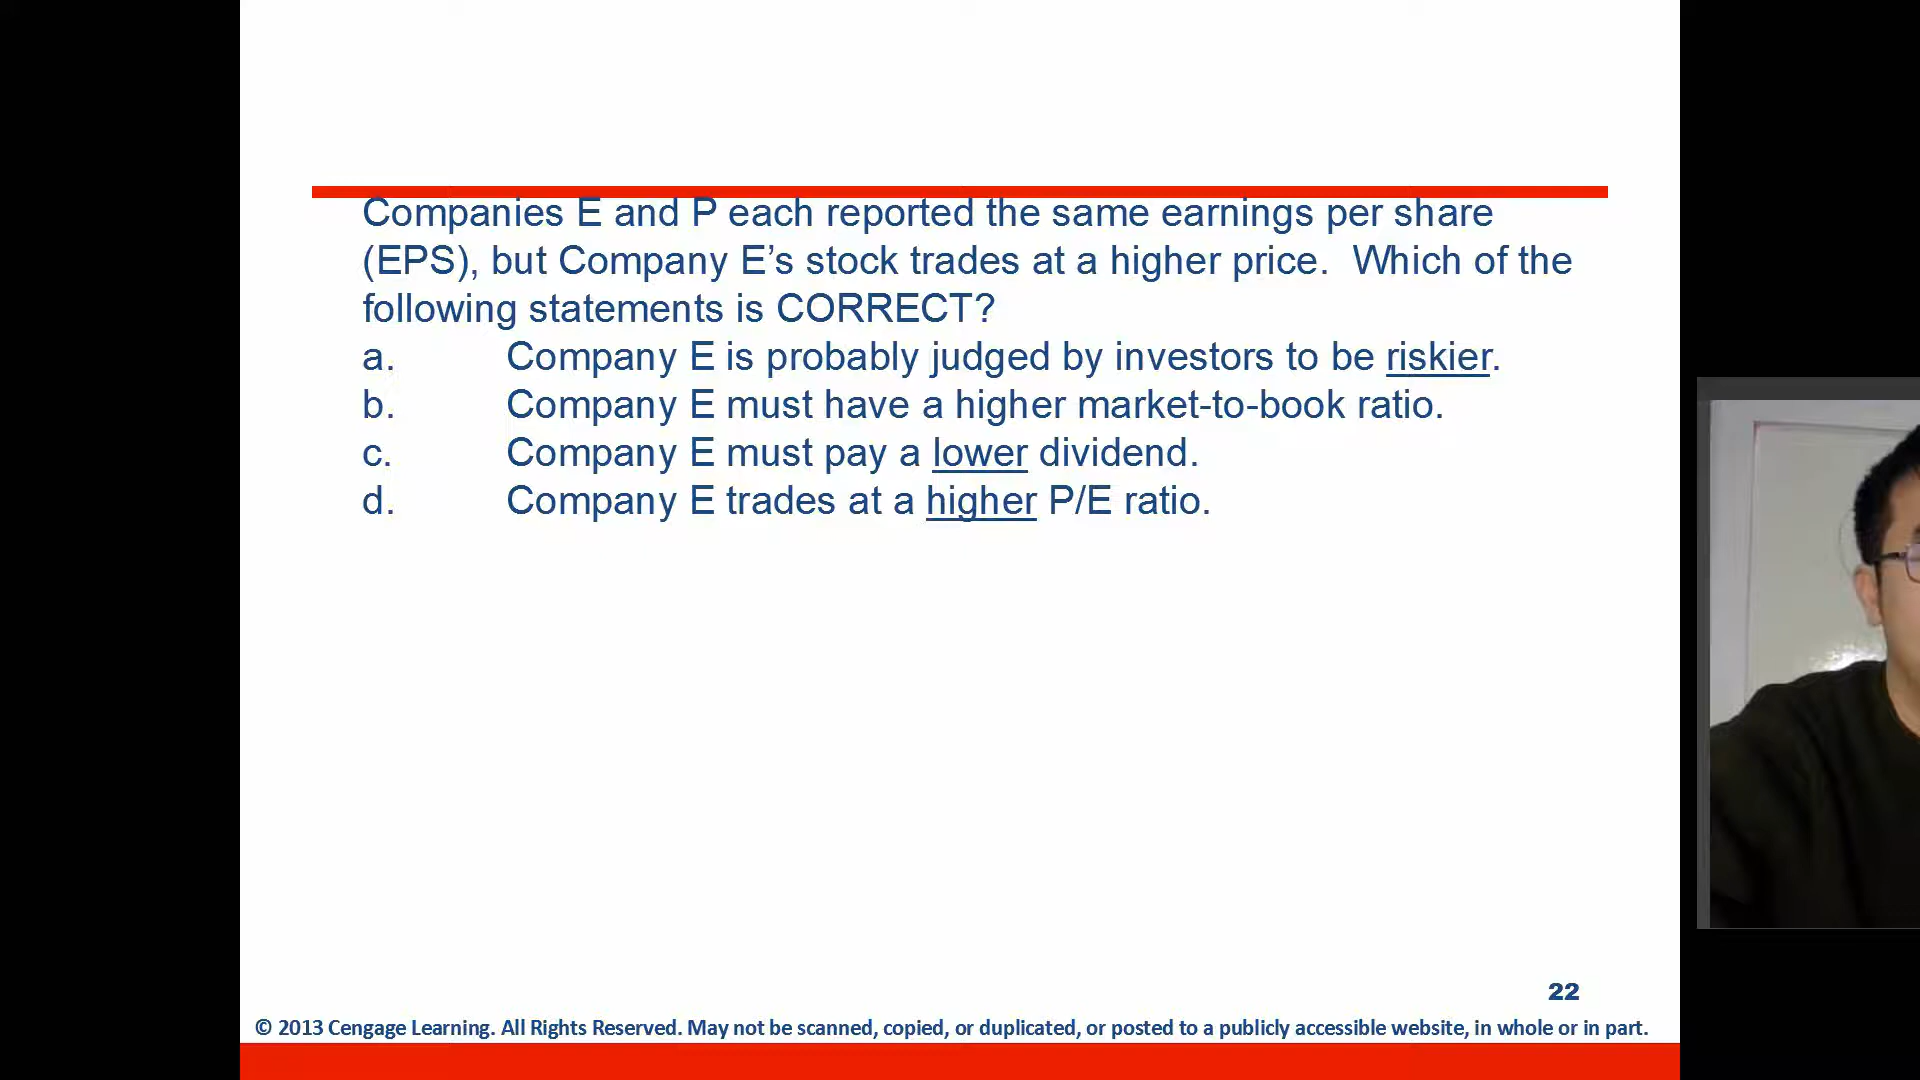 Companies E and P each reported the same earnings per share
(EPS), but Company E’s stock trades at a higher price.  Which of the
following statements is CORRECT?
a. Company E is probably judged by investors to be riskier.
b. Company E must have a higher market-to-book ratio.
c. Company E must pay a lower dividend.
d. Company E trades at a higher P/E ratio.
22
© 2013 Cengage Learning. All Rights Reserved. May not be scanned, copied, or duplicated, or posted to a publicly accessible website, in whole or in part.